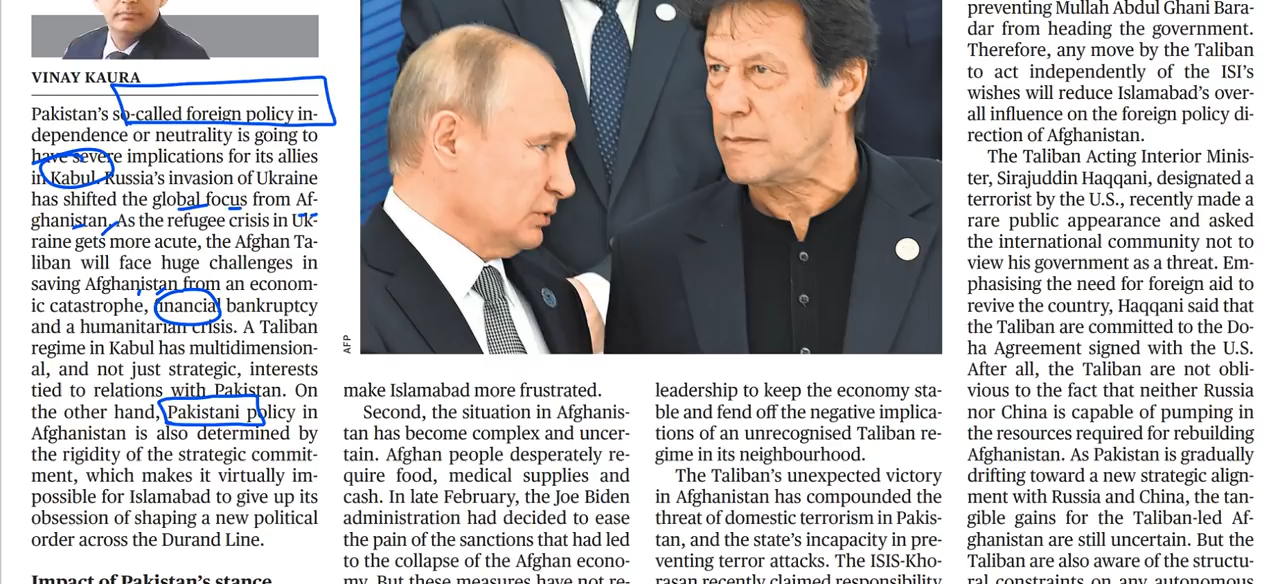 VINAY KAURA
Pakistan's so-called foreign policy in-
dependence or neutrality is going to
have severe implications for its allies
in Kabul. Russia's invasion of Ukraine
has shifted the global focus from Af-
ghanistan. As the refugee crisis in Uk-
raine gets more acute, the Afghan Ta-
liban will face huge challenges in
saving Afghanistan from an econom-
ic catastrophe, financial bankruptcy
and a humanitarian crisis. A Taliban
regime in Kabul has multidimension-
al, and not just strategic, interests
tied to relations with Pakistan. On
the other hand, Pakistani policy in
Afghanistan is also determined by
the rigidity of the strategic commit-
ment, which makes it virtually im-
possible for Islamabad to give up its
obsession of shaping a new political
order across the Durand Line.
Impact of Pakistan's stance
AFP
make Islamabad more frustrated.
Second, the situation in Afghanis-
tan has become complex and uncer-
tain. Afghan people desperately re-
quire food, medical supplies and
cash. In late February, the Joe Biden
administration had decided to ease
the pain of the sanctions that had led
to the collapse of the Afghan econo-
my. But these measures have not re-
leadership to keep the economy sta-
ble and fend off the negative implica-
tions of an unrecognised Taliban re-
gime in its neighbourhood.
The Taliban's unexpected victory
in Afghanistan has compounded the
threat of domestic terrorism in Pakis-
tan, and the state's incapacity in pre-
venting terror attacks. The ISIS-Kho-
rasan recently claimed responsibility
preventing Mullah Abdul Ghani Bara-
dar from heading the government.
Therefore, any move by the Taliban
to act independently of the ISI's
wishes will reduce Islamabad's over-
all influence on the foreign policy di-
rection of Afghanistan.
The Taliban Acting Interior Minis-
ter, Sirajuddin Haqqani, designated a
terrorist by the U.S., recently made a
rare public appearance and asked
the international community not to
view his government as a threat. Em-
phasising the need for foreign aid to
revive the country, Haqqani said that
the Taliban are committed to the Do-
ha Agreement signed with the U.S.
After all, the Taliban are not obli-
vious to the fact that neither Russia
nor China is capable of pumping in
the resources required for rebuilding
Afghanistan. As Pakistan is gradually
drifting toward a new strategic align-
ment with Russia and China, the tan-
gible gains for the Taliban-led Af-
ghanistan are still uncertain. But the
Taliban are also aware of the structu-
ral constraints on any autonomous